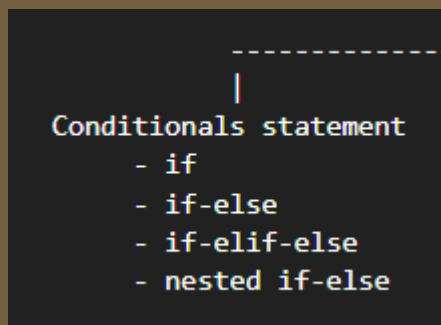 -------------
|
Conditionals statement
- if
- if-else
- if-elif-else
- nested if-else